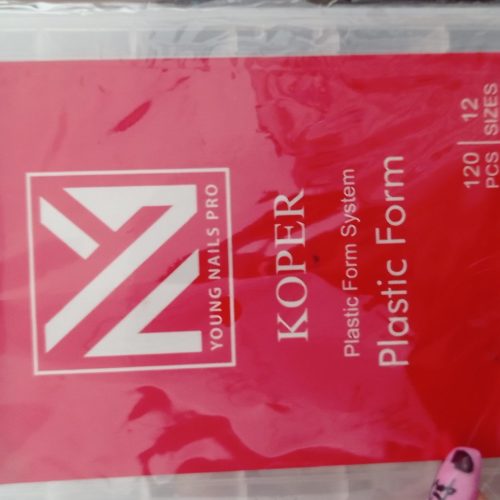 YOUNG NAILS PRO
KOPER
Plastic Form System
Plastic Form
120 PCS
12 SIZES